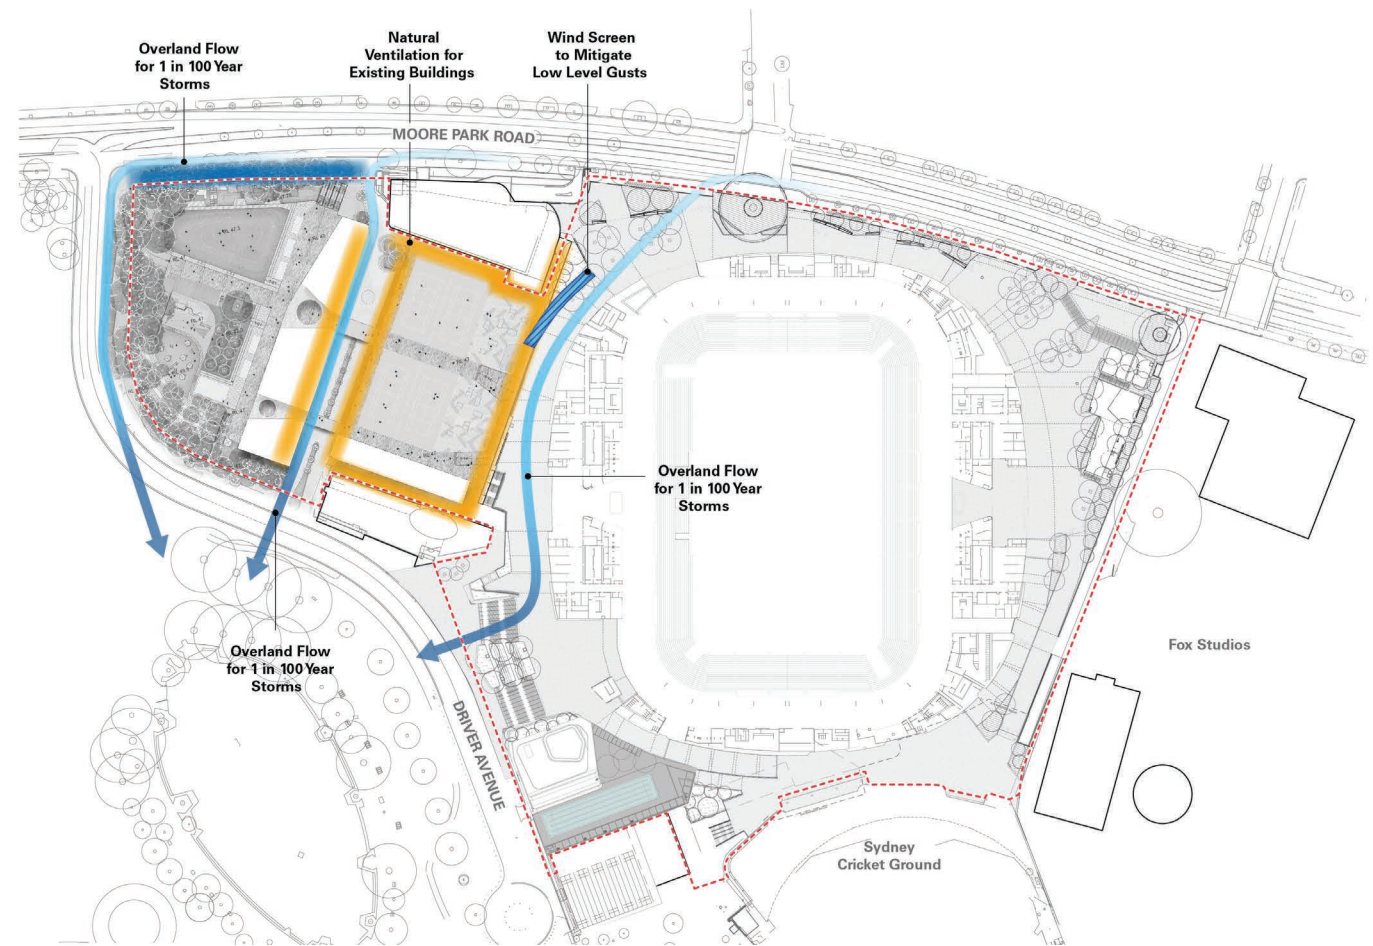 Overland Flow
for 1 in 100 Year
Storms
Natural
Ventilation for
Existing Buildings
Wind Screen
to Mitigate
Low Level Gusts
MOORE PARK ROAD
Overland Flow
for 1 in 100 Year
Storms
Overland Flow
for 1 in 100 Year
Storms
DRIVER AVENUE
Fox Studios
Sydney
Cricket Ground